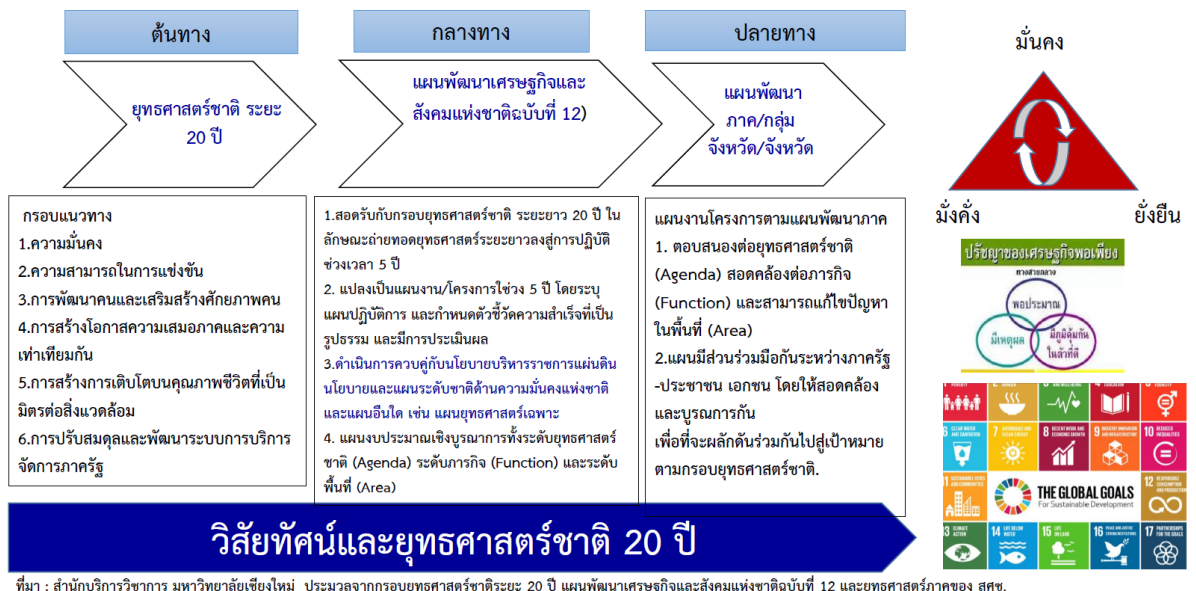 ต้นทาง
กลางทาง
ปลายทาง
ยุทธศาสตร์ชาติ ระยะ
20 ปี
แผนพัฒนาเศรษฐกิจและ
สังคมแห่งชาติฉบับที่ 12)
แผนพัฒนา
ภาค/กลุ่ม
จังหวัด/จังหวัด
กรอบแนวทาง
1.ความมั่นคง
2.ความสามารถในการแข่งขัน
3.การพัฒนาคนและเสริมสร้างศักยภาพคน
4.การสร้างโอกาสความเสมอภาคและความ
เท่าเทียมกัน
5.การสร้างการเติบโตบนคุณภาพชีวิตที่เป็น
มิตรต่อสิ่งแวดล้อม
6.การปรับสมดุลและพัฒนาระบบการบริการ
จัดการภาครัฐ
1.สอดรับกับกรอบยุทธศาสตร์ชาติ ระยะยาว 20 ปี ใน
ลักษณะถ่ายทอดยุทธศาสตร์ระยะยาวลงสู่การปฏิบัติ
ช่วงเวลา 5 ปี
2. แปลงเป็นแผนงาน/โครงการใช่วง 5 ปี โดยระบุ
แผนปฏิบัติการ และกำหนดตัวชี้วัดความสำเร็จที่เป็น
รูปธรรม และมีการประเมินผล
3.ดำเนินการควบคู่กับนโยบายบริหารราชการแผ่นดิน
นโยบายและแผนระดับชาติด้านความมั่นคงแห่งชาติ
และแผนอื่นใด เช่น แผนยุทธศาสตร์เฉพาะ
4. แผนงบประมาณเชิงบูรณาการทั้งระดับยุทธศาสตร์
ชาติ (Agenda) ระดับภารกิจ (Function) และระดับ
พื้นที่ (Area)
แผนงานโครงการตามแผนพัฒนาภาค
1. ตอบสนองต่อยุทธศาสตร์ชาติ
(Agenda) สอดคล้องต่อภารกิจ
(Function) และสามารถแก้ไขปัญหา
ในพื้นที่ (Area)
2.แผนมีส่วนร่วมมือกันระหว่างภาครัฐ
-ประชาชน เอกชน โดยให้สอดคล้อง
และบูรณการกัน
เพื่อที่จะผลักดันร่วมกันไปสู่เป้าหมาย
ตามกรอบยุทธศาสตร์ชาติ.
วิสัยทัศน์และยุทธศาสตร์ชาติ 20 ปี
มั่นคง
มั่งคั่ง
ยั่งยืน
ปรัชญาของเศรษฐกิจพอเพียง
ทางสายกลาง
พอประมาณ
มีเหตุผล
มีภูมิคุ้มกัน
ในตัวที่ดี
7 AFFORDABLE AND
8 DECENT WORK AND
ECONOMIC GROWTH
10 REDUCED
INEQUALITIES
THE GLOBAL GOALS
For Sustainable Development
12 RESPONSIBLE
CONSUMPTION
AND PRODUCTION
CLIMATE
ACTION
14 LIFE BELOW
WATER
15 LIFE
ON LAND
16
17 PARTNERSHIPS
FOR THE GOALS
ที่มา : สำนักบริการวิชาการ มหาวิทยาลัยเชียงใหม่ ประมวลจากกรอบยุทธศาสตร์ชาติระยะ 20 ปี แผนพัฒนาเศรษฐกิจและสังคมแห่งชาติฉบับที่ 12 และยุทธศาสตร์ภาคของ สศช.